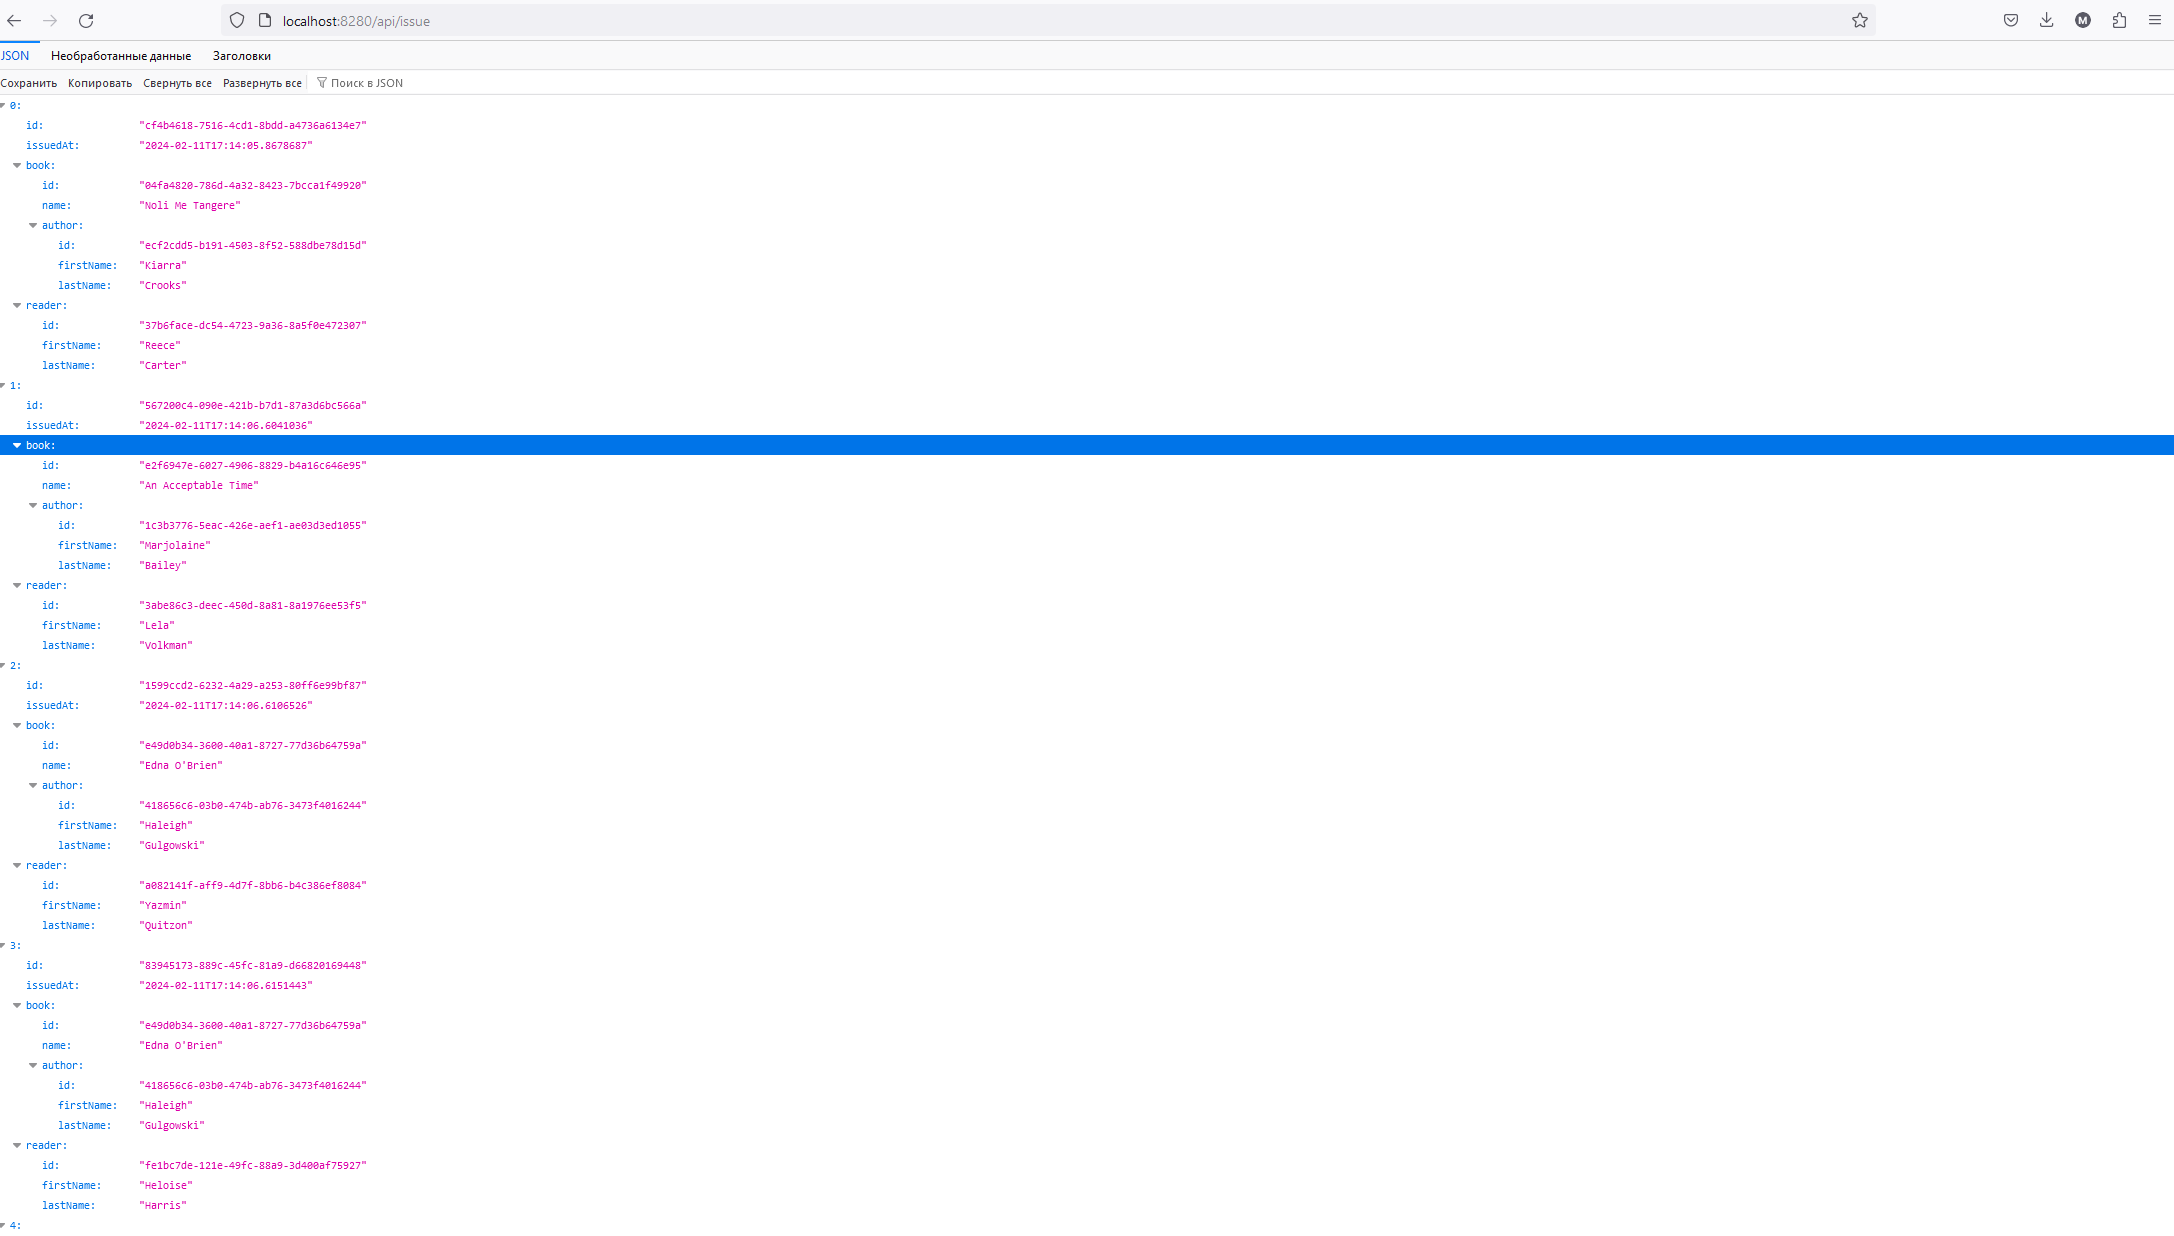 localhost:8280/api/issue
M
JSON Необработанные данные Заголовки
Сохранить Копировать Свернуть все Развернуть все Поиск в JSON
0:
id: "cf4b4618-7516-4cd1-8bdd-a4736a6134e7"
issuedAt: "2024-02-11T17:14:05.8678687"
book:
id: "04fa4820-786d-4a32-8423-7bcca1f49920"
name: "Noli Me Tangere"
author:
id: "ecf2cdd5-b191-4503-8f52-588dbe78d15d"
firstName: "Kiarra"
lastName: "Crooks"
reader:
id: "37b6face-dc54-4723-9a36-8a5f0e472307"
firstName: "Reece"
lastName: "Carter"
1:
id: "567200c4-090e-421b-b7d1-87a3d6bc566a"
issuedAt: "2024-02-11T17:14:06.6041036"
book:
id: "e2f6947e-6027-4906-8829-b4a16c646e95"
name: "An Acceptable Time"
author:
id: "1c3b3776-5eac-426e-aef1-ae03d3ed1055"
firstName: "Marjolaine"
lastName: "Bailey"
reader:
id: "3abe86c3-deec-450d-8a81-8a1976ee53f5"
firstName: "Lela"
lastName: "Volkman"
2:
id: "1599ccd2-6232-4a29-a253-80ff6e99bf87"
issuedAt: "2024-02-11T17:14:06.6106526"
book:
id: "e49d0b34-3600-40a1-8727-77d36b64759a"
name: "Edna O'Brien"
author:
id: "418656c6-03b0-474b-ab76-3473f4016244"
firstName: "Haleigh"
lastName: "Gulgowski"
reader:
id: "a082141f-aff9-4d7f-8bb6-b4c386ef8084"
firstName: "Yazmin"
lastName: "Quitzon"
3:
id: "83945173-889c-45fc-81a9-d66820169448"
issuedAt: "2024-02-11T17:14:06.6151443"
book:
id: "e49d0b34-3600-40a1-8727-77d36b64759a"
name: "Edna O'Brien"
author:
id: "418656c6-03b0-474b-ab76-3473f4016244"
firstName: "Haleigh"
lastName: "Gulgowski"
reader:
id: "fe1bc7de-121e-49fc-88a9-3d400af75927"
firstName: "Heloise"
lastName: "Harris"
4: